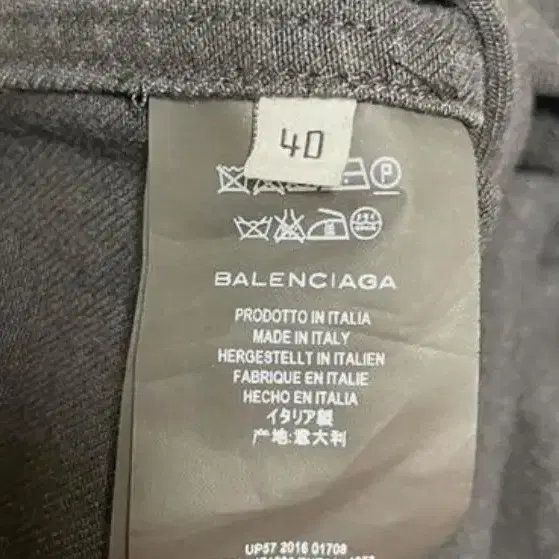 40
P
BALENCIAGA
PRODOTTO IN ITALIA
MADE IN ITALY
HERGESTELLT IN ITALIEN
FABRIQUE EN ITALIE
HECHO EN ITALIA
イタリア製
产地:意大利
UP57 2016 01708